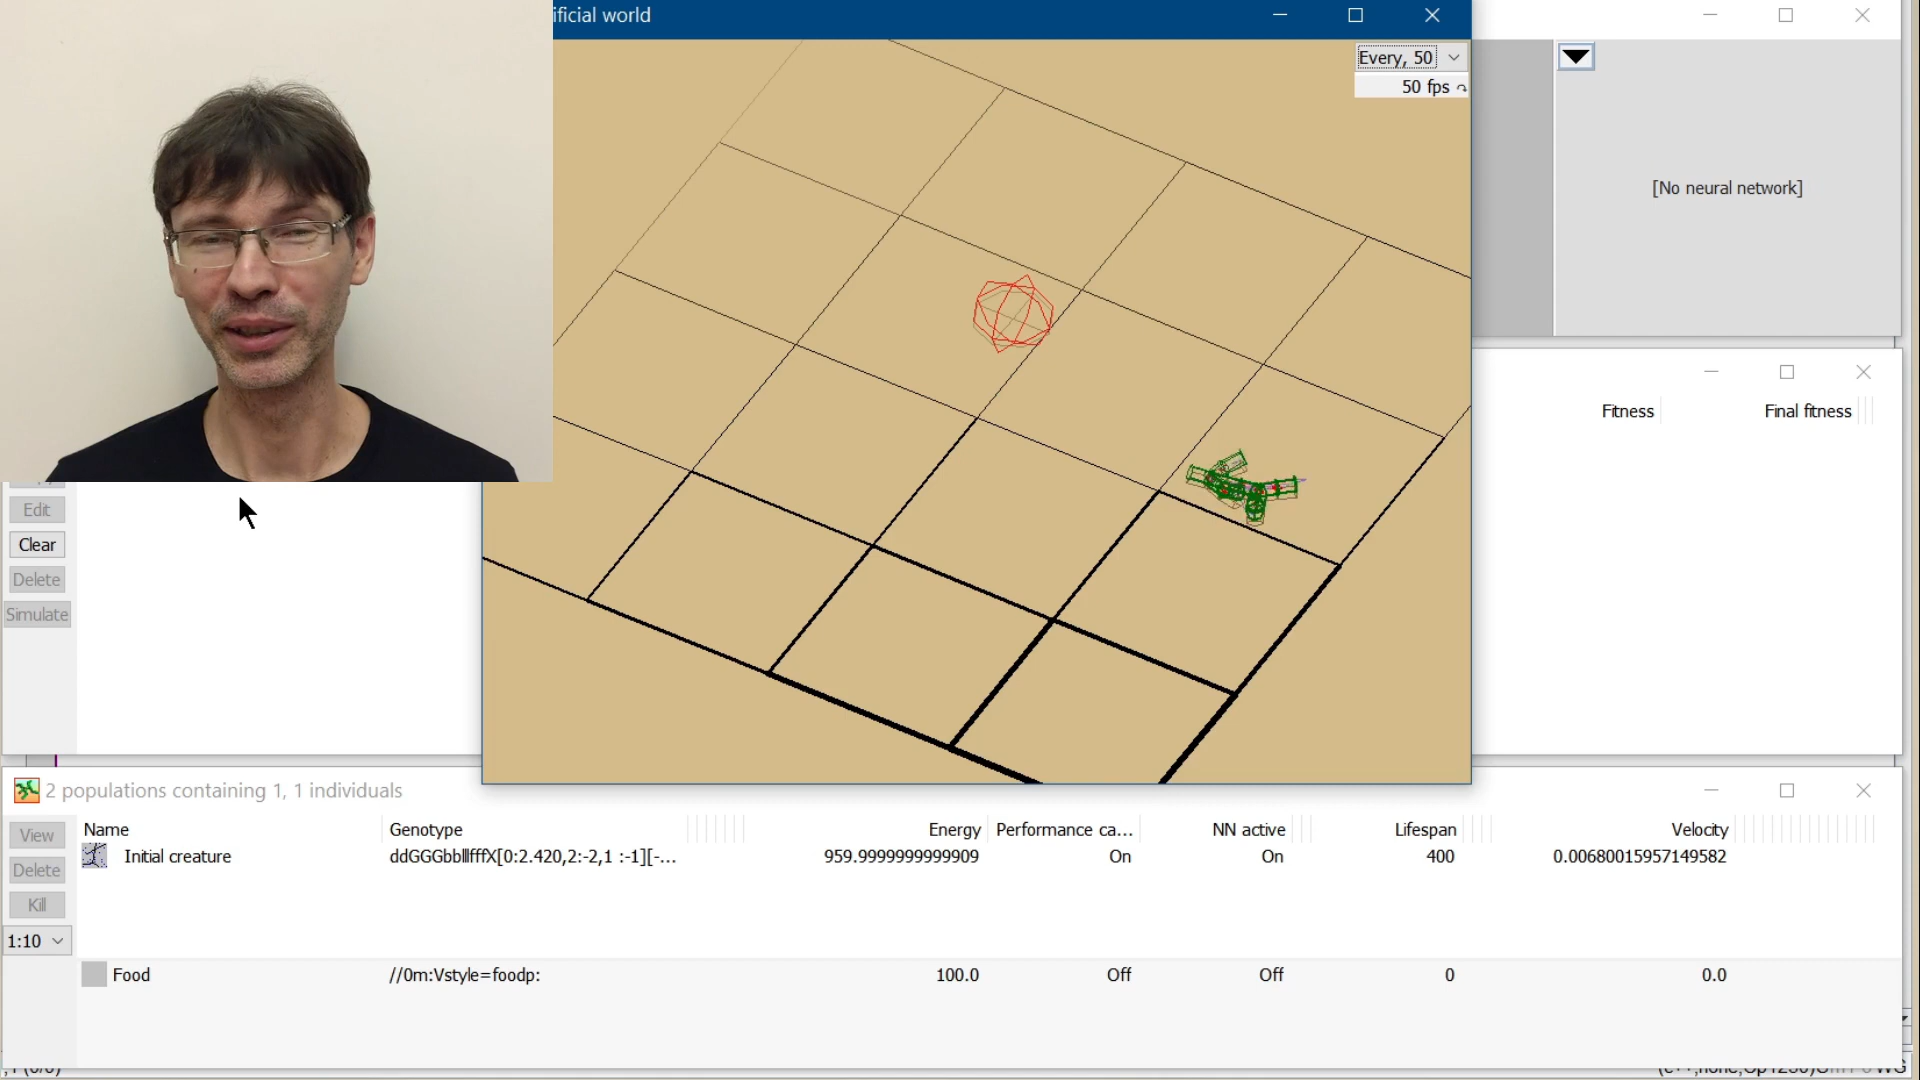 ificial world
Every, 50
50 fps
[No neural network]
Fitness Final fitness
Edit
Clear
Delete
Simulate
2 populations containing 1, 1 individuals
View
Delete
Kill
1:10
Name Genotype Energy Performance ca... NN active Lifespan Velocity
Initial creature ddGGGbblllfffX[0:2.420,2:-2,1 :-1][-... 959.9999999999909 On On 400 0.00680015957149582
Food //0m:Vstyle=foodp: 100.0 Off Off 0 0.0